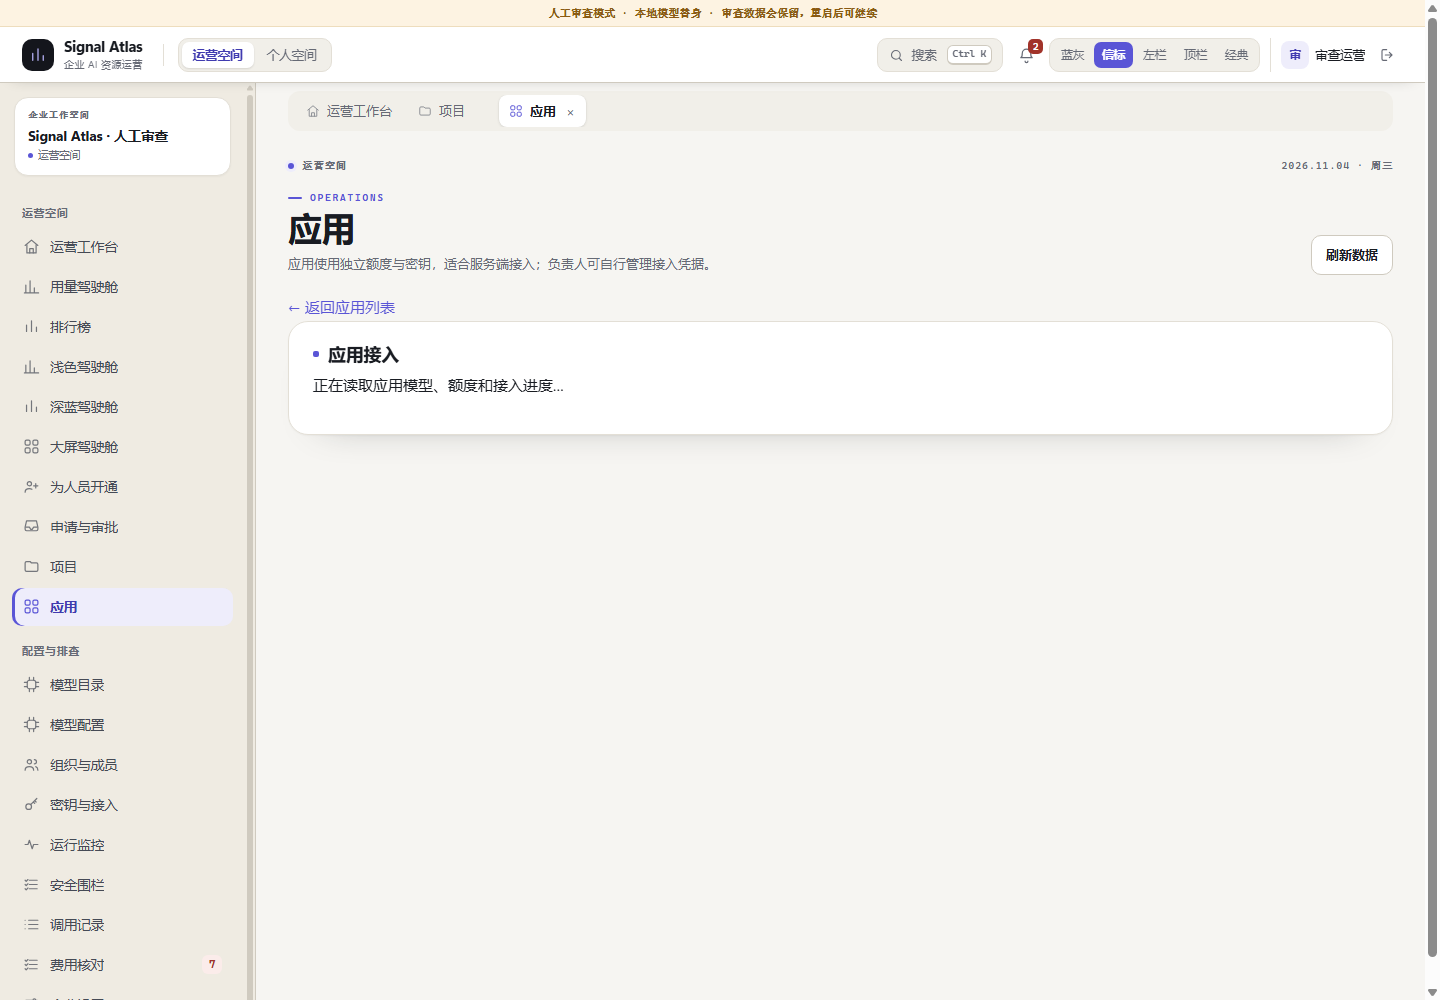 人工审查模式 · 本地模型替身 · 审查数据会保留，重启后可继续
Signal Atlas
企业 AI 资源运营
运营空间 个人空间
搜索 Ctrl K
2
蓝灰 信标 左栏 顶栏 经典
审 审查运营
企业工作空间
Signal Atlas · 人工审查
运营空间
运营工作台 项目 应用 ×
运营空间
2026.11.04 · 周三
OPERATIONS
应用
应用使用独立额度与密钥，适合服务端接入；负责人可自行管理接入凭据。
刷新数据
← 返回应用列表
应用接入
正在读取应用模型、额度和接入进度...
运营空间
运营工作台
用量驾驶舱
排行榜
浅色驾驶舱
深蓝驾驶舱
大屏驾驶舱
为人员开通
申请与审批
项目
应用
配置与排查
模型目录
模型配置
组织与成员
密钥与接入
运行监控
安全围栏
调用记录
费用核对 7